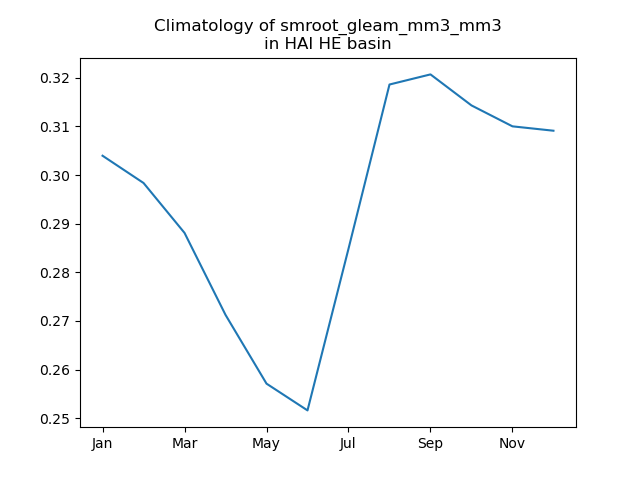 Climatology of smroot_gleam_mm3_mm3
in HAI HE basin
0.32
0.31
0.30
0.29
0.28
0.27
0.26
0.25
Jan Mar May Jul Sep Nov